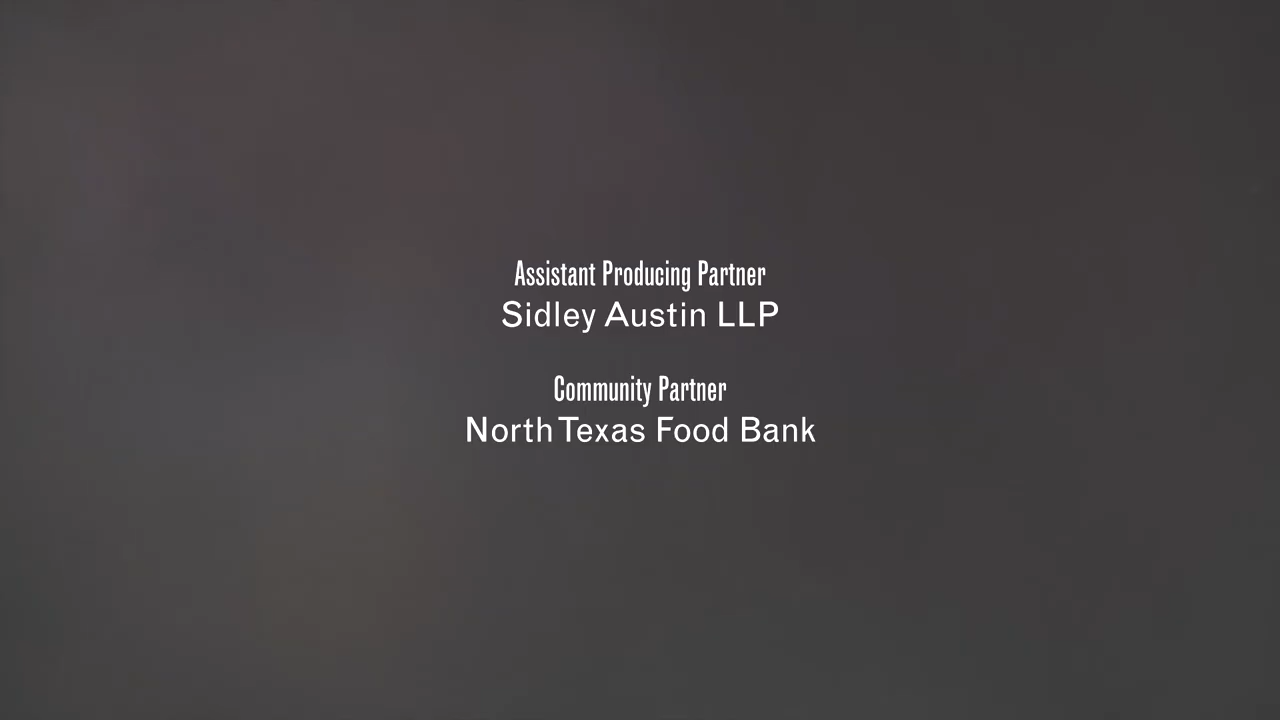 Assistant Producing Partner
Sidley Austin LLP
Community Partner
North Texas Food Bank